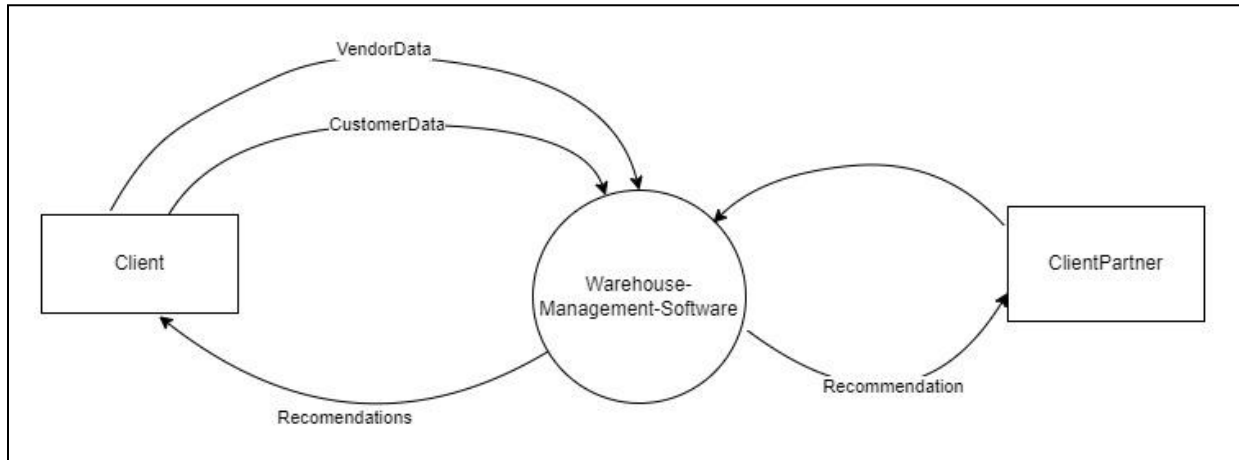 VendorData
CustomerData
Client
Warehouse-
Management-Software
ClientPartner
Recommendation
Recomendations